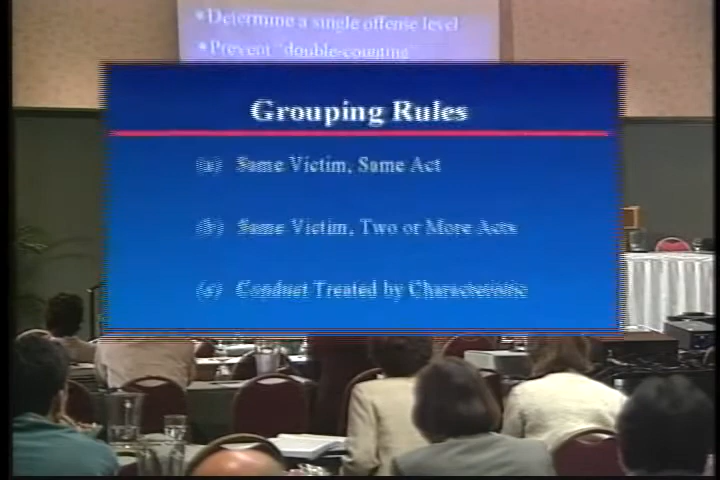 •Determine a single offense level
•Prevent "double-counting"
Grouping Rules
(a) Same Victim, Same Act
(b) Same Victim, Two or More Acts
(c) Conduct Treated by Characteristic